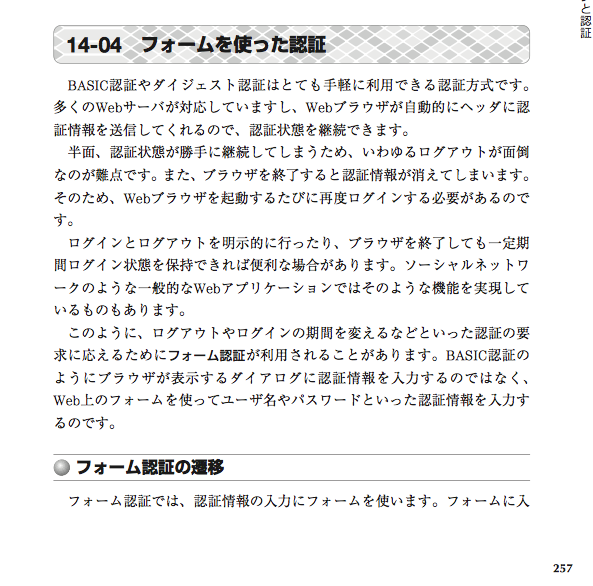 と認証
14-04 フォームを使った認証
BASIC認証やダイジェスト認証はとても手軽に利用できる認証方式です。
多くのWebサーバが対応していますし、Webブラウザが自動的にヘッダに認
証情報を送信してくれるので、認証状態を継続できます。
半面、認証状態が勝手に継続してしまうため、いわゆるログアウトが面倒
なのが難点です。また、ブラウザを終了すると認証情報が消えてしまいます。
そのため、Webブラウザを起動するたびに再度ログインする必要があるので
す。
ログインとログアウトを明示的に行ったり、ブラウザを終了しても一定期
間ログイン状態を保持できれば便利な場合があります。ソーシャルネットワ
ークのような一般的なWebアプリケーションではそのような機能を実現して
いるものもあります。
このように、ログアウトやログインの期間を変えるなどといった認証の要
求に応えるためにフォーム認証が利用されることがあります。BASIC認証の
ようにブラウザが表示するダイアログに認証情報を入力するのではなく、
Web上のフォームを使ってユーザ名やパスワードといった認証情報を入力す
るのです。
フォーム認証の遷移
フォーム認証では、認証情報の入力にフォームを使います。フォームに入
257